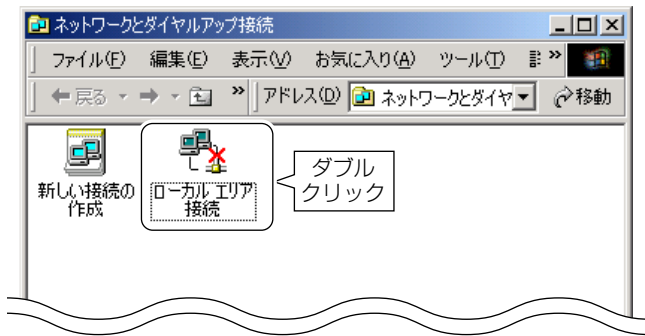 ネットワークとダイヤルアップ接続
ファイル(F) 編集(E) 表示(V) お気に入り(A) ツール(T) »
戻る » アドレス(D) ネットワークとダイヤ 移動
新しい接続の
作成
ローカル エリア
接続
ダブル
クリック